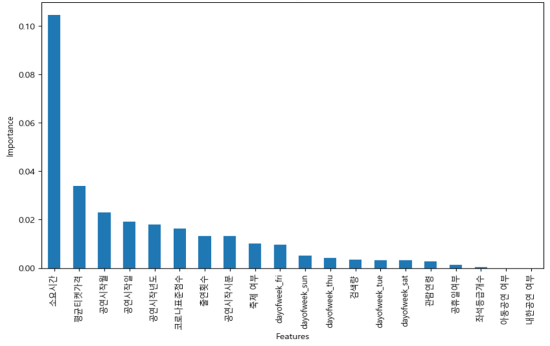 0.10
0.08
0.06
0.04
0.02
0.00
Importance
소요시간
평균티켓가격
공연시작월
공연시작일
공연시작년도
코로나표준점수
출연횟수
공연시작시분
축제 여부
dayofweek_fri
dayofweek_sun
dayofweek_thu
검색량
dayofweek_tue
dayofweek_sat
관람연령
공휴일여부
좌석등급개수
아동공연 여부
내한공연 여부
Features